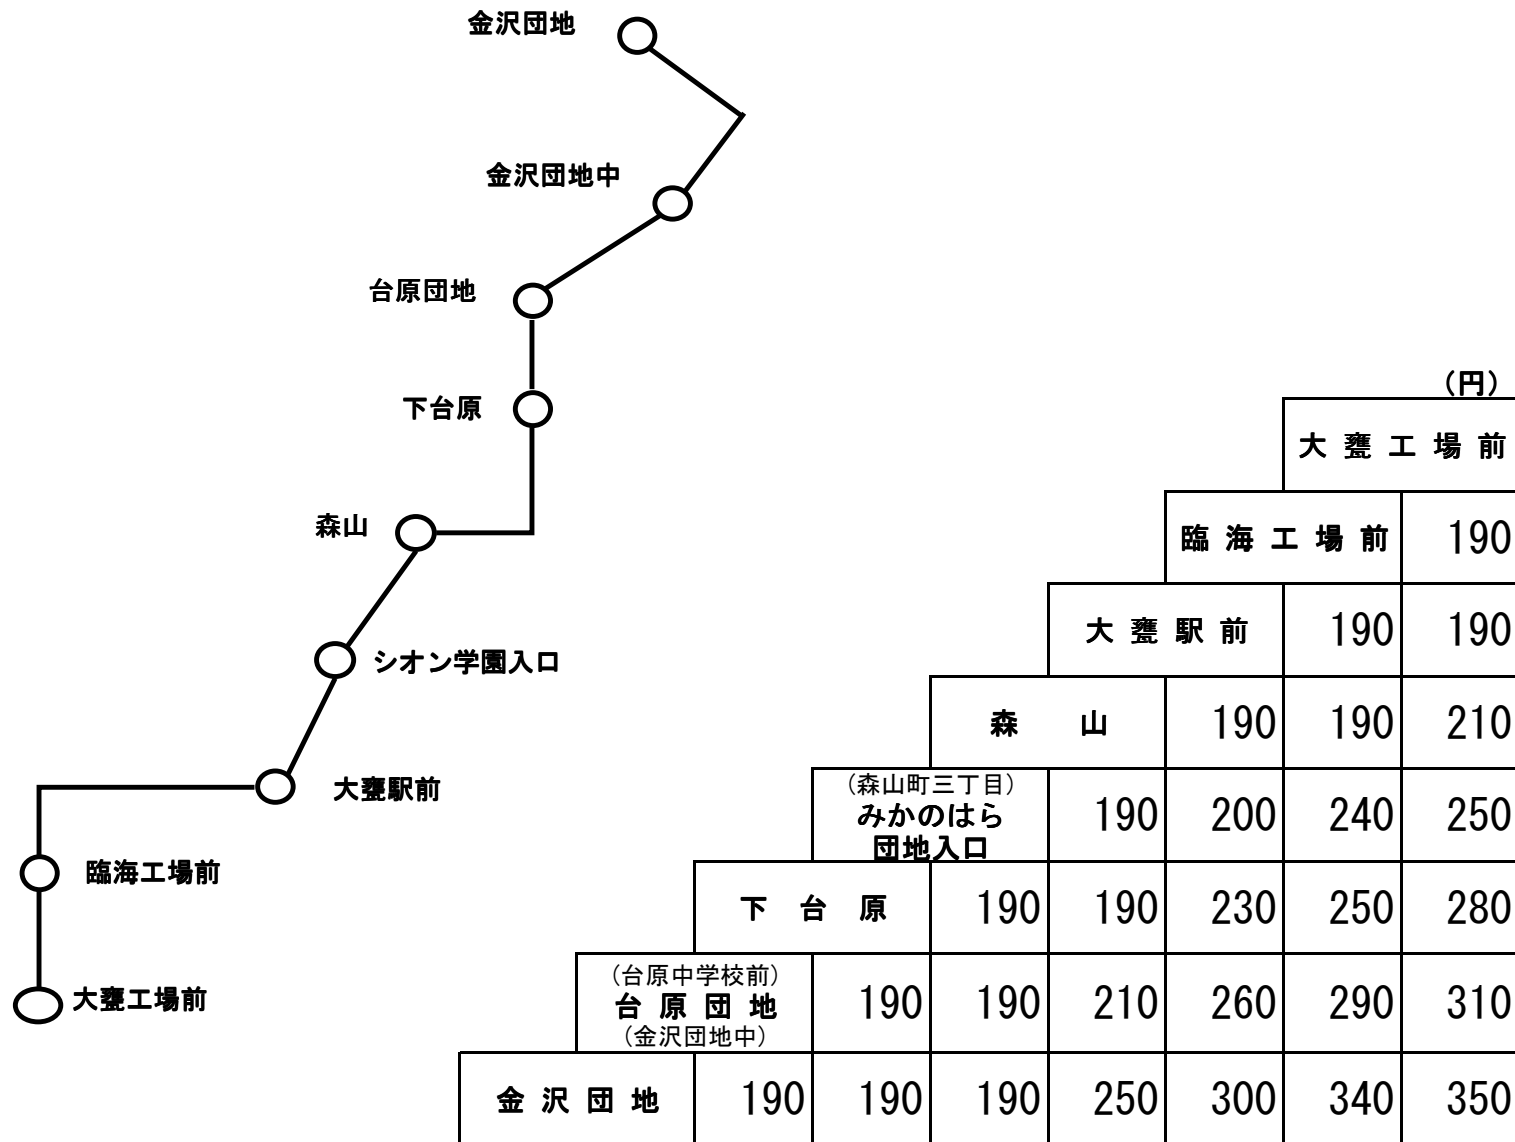 金沢団地
金沢団地中
台原団地
下台原
森山
シオン学園入口
大甕駅前
臨海工場前
大甕工場前
（円）
大甕工場前
臨海工場前 190
大甕駅前 190 190
森山 190 190 210
（森山町三丁目）
みかのはら
団地入口 190 200 240 250
下台原 190 190 230 250 280
（台原中学校前）
台原団地 190 190 210 260 290 310
（金沢団地中）
金沢団地 190 190 190 250 300 340 350